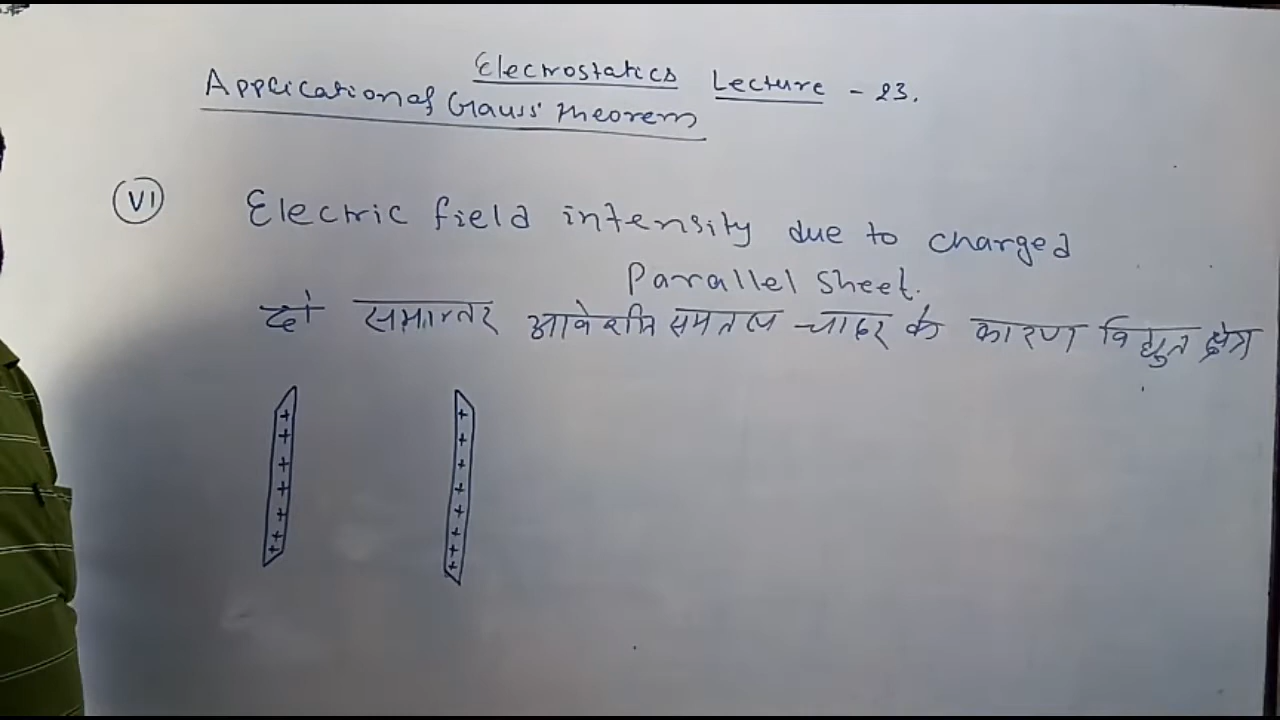 Electrostatics Lecture - 23.
Application of Gauss' Theorem
VI Electric field intensity due to charged
Parallel Sheet.
दो समान्तर आवेशित समतल चादर के कारण विद्युत क्षेत्र
+ +
+ +
+ +
+ +
+ +
+ +
+ +
+